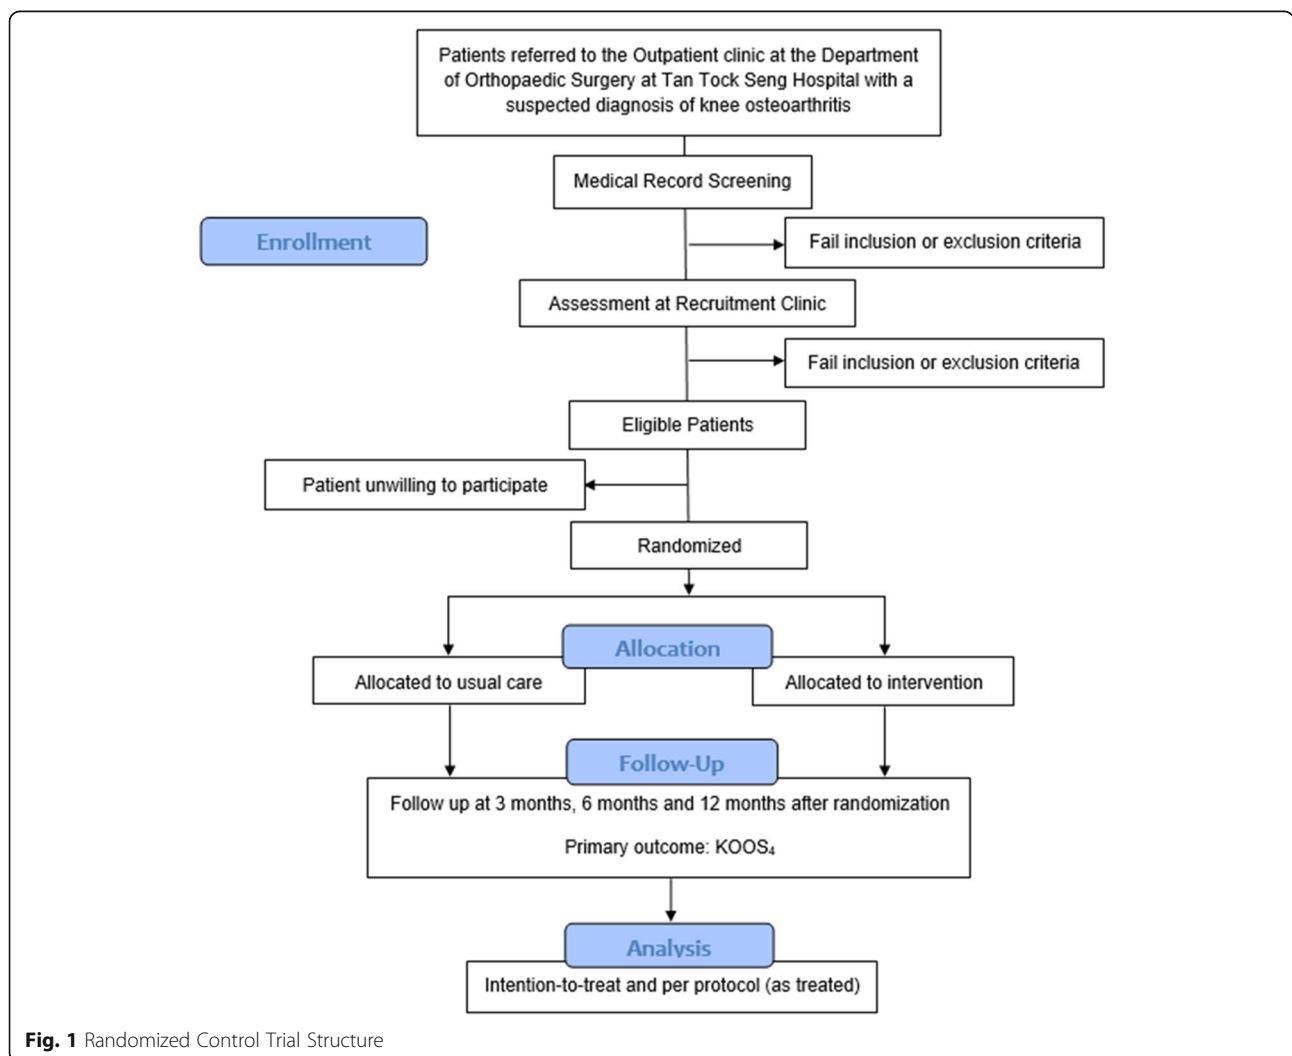 Patients referred to the Outpatient clinic at the Department
of Orthopaedic Surgery at Tan Tock Seng Hospital with a
suspected diagnosis of knee osteoarthritis
Medical Record Screening
Enrollment
Fail inclusion or exclusion criteria
Assessment at Recruitment Clinic
Fail inclusion or exclusion criteria
Eligible Patients
Patient unwilling to participate
Randomized
Allocation
Allocated to usual care
Allocated to intervention
Follow-Up
Follow up at 3 months, 6 months and 12 months after randomization
Primary outcome: KOOS₄
Analysis
Intention-to-treat and per protocol (as treated)
Fig. 1 Randomized Control Trial Structure